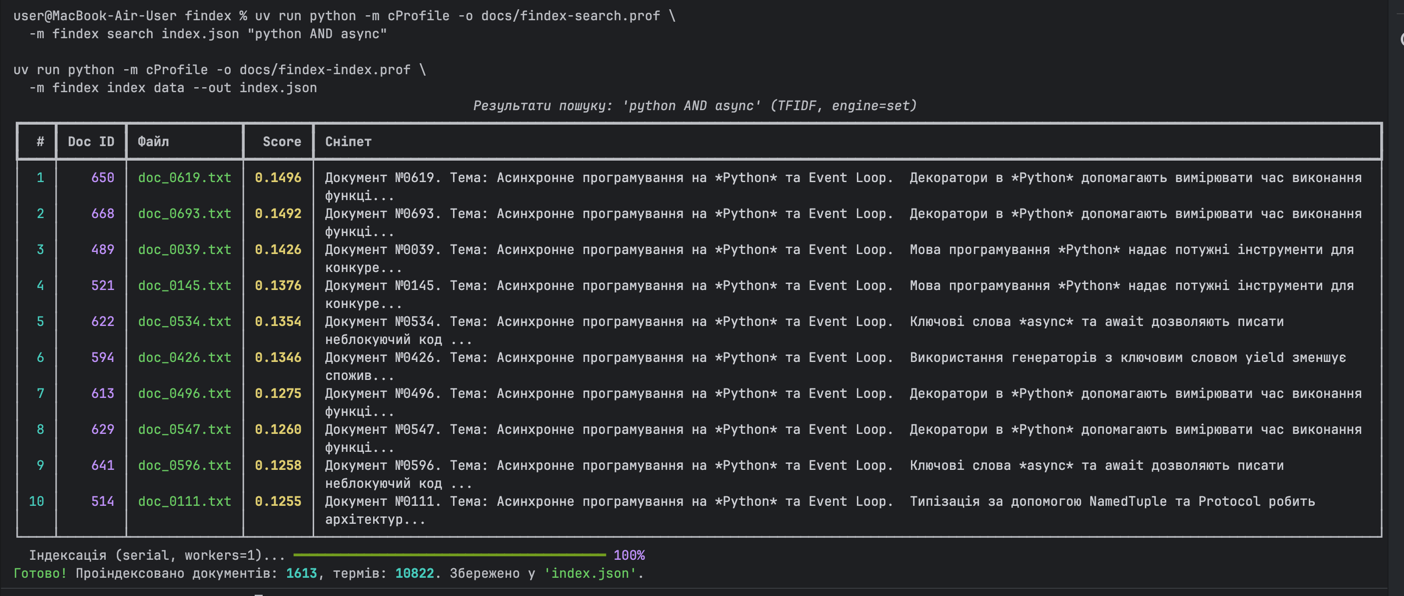 user@MacBook-Air-User findex % uv run python -m cProfile -o docs/findex-search.prof \
-m findex search index.json "python AND async"
uv run python -m cProfile -o docs/findex-index.prof \
-m findex index data --out index.json
Результати пошуку: 'python AND async' (TFIDF, engine=set)
# Doc ID Файл Score Сніпет
1 650 doc_0619.txt 0.1496 Документ №0619. Тема: Асинхронне програмування на *Python* та Event Loop. Декоратори в *Python* допомагають вимірювати час виконання
функці...
2 668 doc_0693.txt 0.1492 Документ №0693. Тема: Асинхронне програмування на *Python* та Event Loop. Декоратори в *Python* допомагають вимірювати час виконання
функці...
3 489 doc_0039.txt 0.1426 Документ №0039. Тема: Асинхронне програмування на *Python* та Event Loop. Мова програмування *Python* надає потужні інструменти для
конкуре...
4 521 doc_0145.txt 0.1376 Документ №0145. Тема: Асинхронне програмування на *Python* та Event Loop. Мова програмування *Python* надає потужні інструменти для
конкуре...
5 622 doc_0534.txt 0.1354 Документ №0534. Тема: Асинхронне програмування на *Python* та Event Loop. Ключові слова *async* та await дозволяють писати
неблокуючий код ...
6 594 doc_0426.txt 0.1346 Документ №0426. Тема: Асинхронне програмування на *Python* та Event Loop. Використання генераторів з ключовим словом yield зменшує
спожив...
7 613 doc_0496.txt 0.1275 Документ №0496. Тема: Асинхронне програмування на *Python* та Event Loop. Декоратори в *Python* допомагають вимірювати час виконання
функці...
8 629 doc_0547.txt 0.1260 Документ №0547. Тема: Асинхронне програмування на *Python* та Event Loop. Декоратори в *Python* допомагають вимірювати час виконання
функці...
9 641 doc_0596.txt 0.1258 Документ №0596. Тема: Асинхронне програмування на *Python* та Event Loop. Ключові слова *async* та await дозволяють писати
неблокуючий код ...
10 514 doc_0111.txt 0.1255 Документ №0111. Тема: Асинхронне програмування на *Python* та Event Loop. Типізація за допомогою NamedTuple та Protocol робить
архітектур...
Індексація (serial, workers=1)... 100%
Готово! Проіндексовано документів: 1613, термів: 10822. Збережено у 'index.json'.